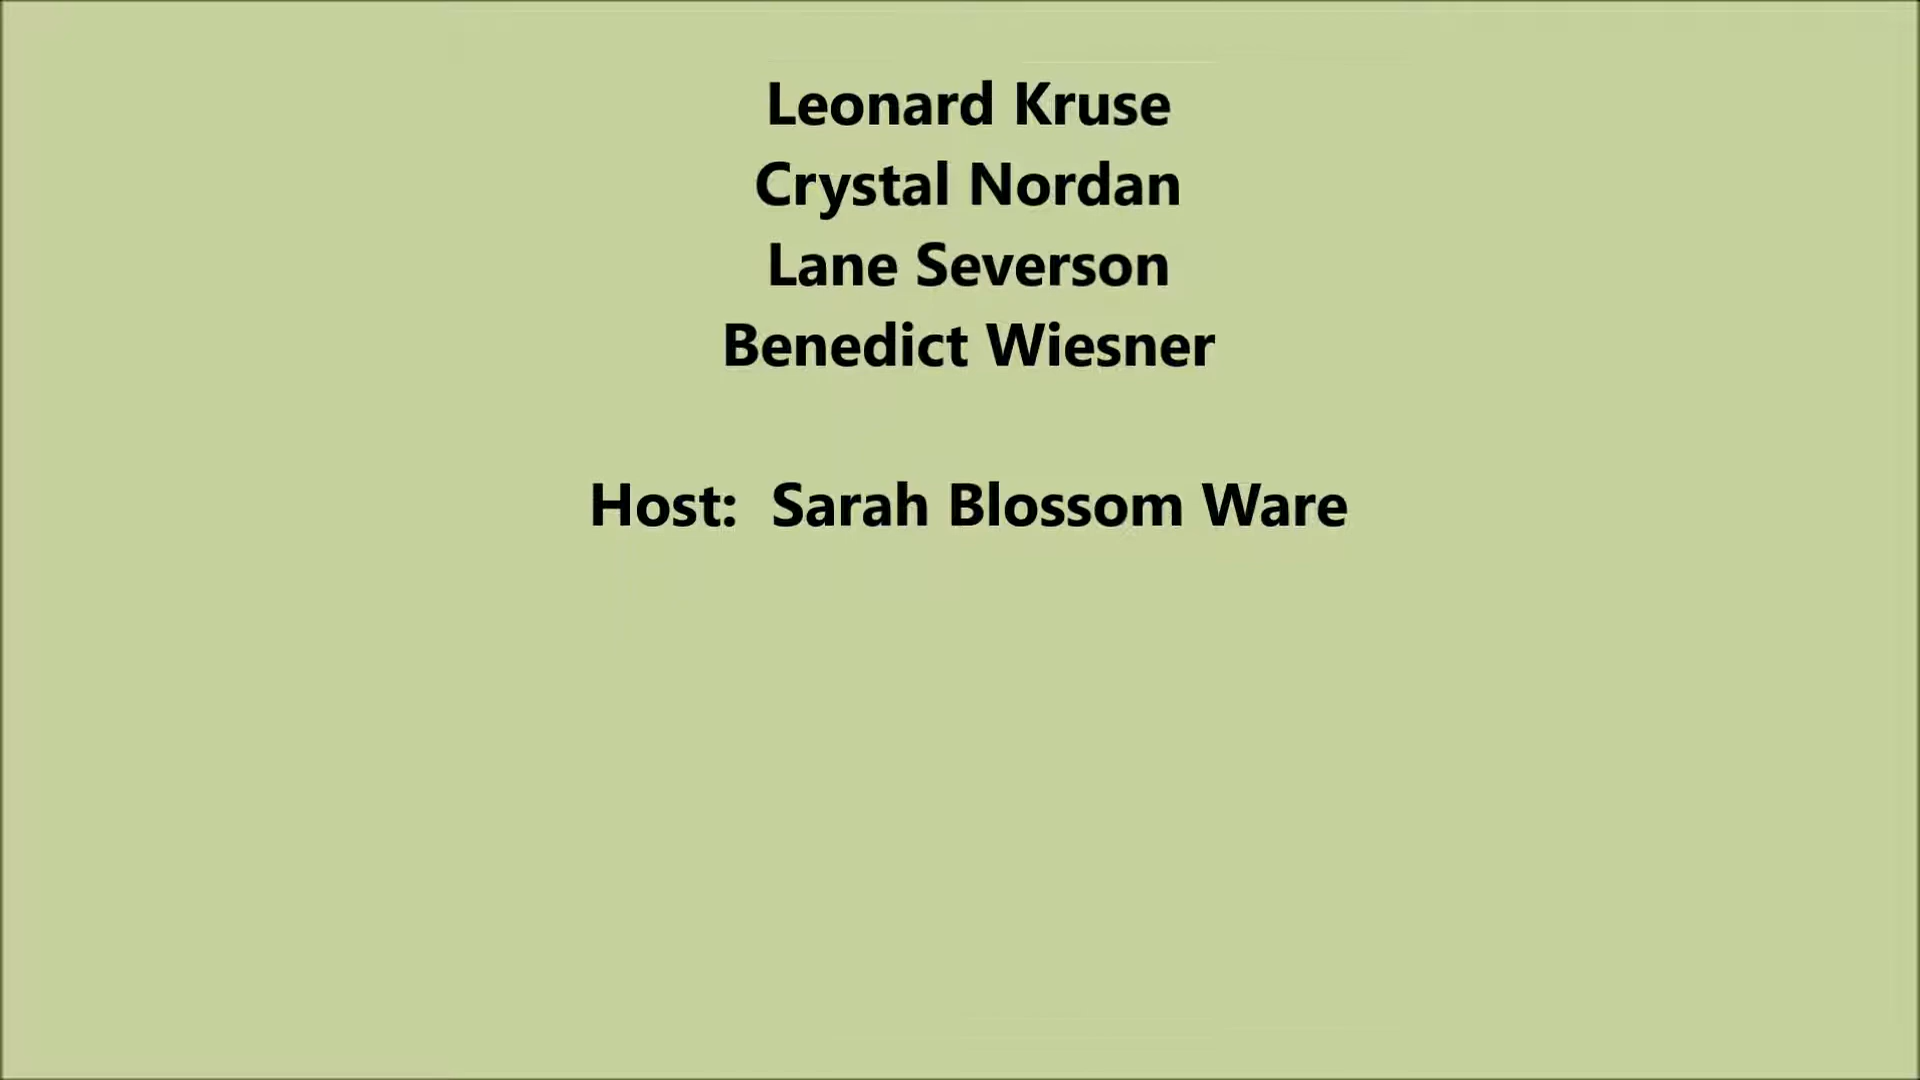 Leonard Kruse
Crystal Nordan
Lane Severson
Benedict Wiesner
Host:  Sarah Blossom Ware